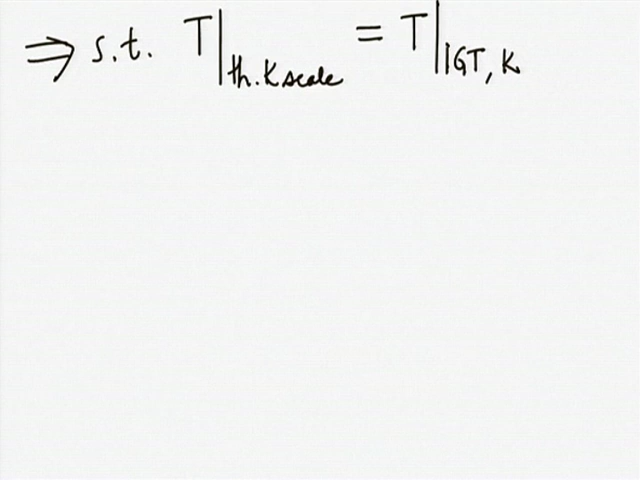 ⇒ s.t. T|th. K scale = T|IGT, K